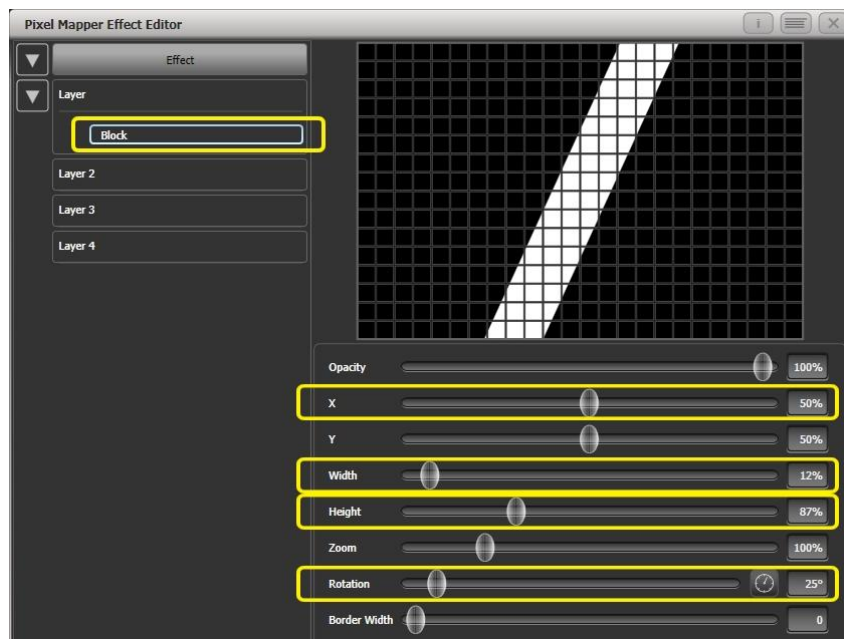 Pixel Mapper Effect Editor
i
Effect
Layer
Block
Layer 2
Layer 3
Layer 4
Opacity 100%
X 50%
Y 50%
Width 12%
Height 87%
Zoom 100%
Rotation 25°
Border Width 0